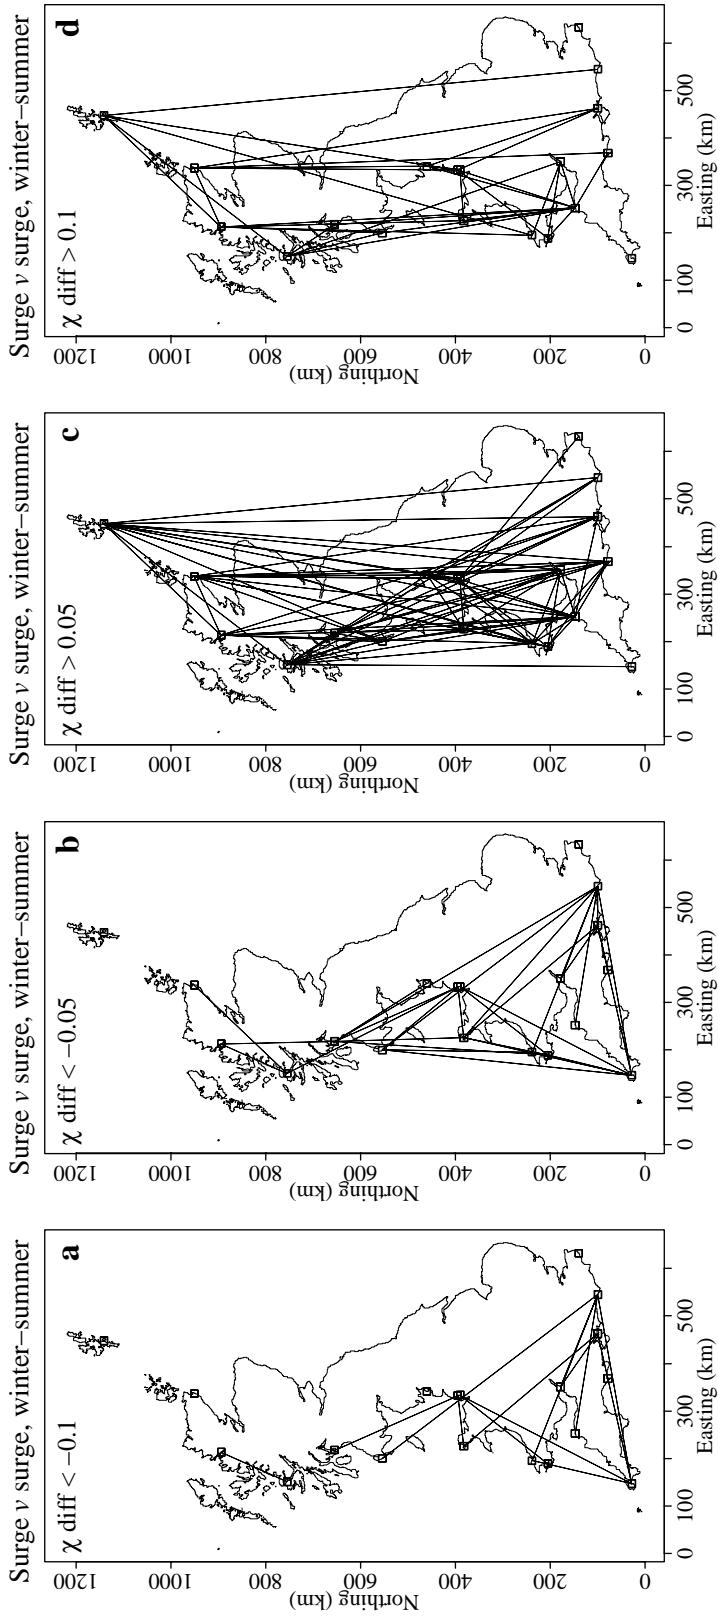 Surge v surge, winter−summer
χ diff < −0.1
a
Northing (km)
1200
1000
800
600
400
200
0
0 100 300 500
Easting (km)
Surge v surge, winter−summer
χ diff < −0.05
b
Northing (km)
1200
1000
800
600
400
200
0
0 100 300 500
Easting (km)
Surge v surge, winter−summer
χ diff > 0.05
c
Northing (km)
1200
1000
800
600
400
200
0
0 100 300 500
Easting (km)
Surge v surge, winter−summer
χ diff > 0.1
d
Northing (km)
1200
1000
800
600
400
200
0
0 100 300 500
Easting (km)